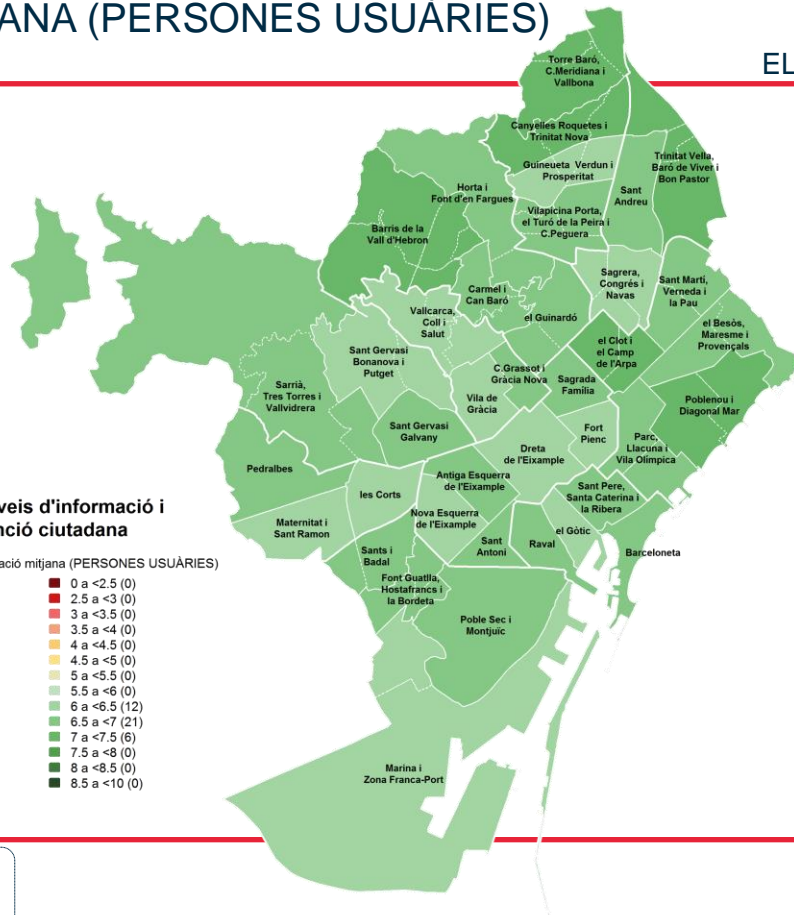 ANA (PERSONES USUÀRIES)
EL
Torre Baró,
C.Meridiana i
Vallbona
Canyelles Roquetes i
Trinitat Nova
Guineueta Verdun i
Prosperitat
Trinitat Vella,
Baró de Viver i
Bon Pastor
Horta i
Font d'en Fargues
Sant
Andreu
Vilapicina Porta,
el Turó de la Peira i
C.Peguera
Barris de la
Vall d'Hebron
Sagrera,
Congrés i
Navas
Sant Martí,
Verneda i
la Pau
Carmel i
Can Baró
Vallcarca,
Coll i
Salut
el Guinardó
el Besòs,
Maresme i
Provençals
el Clot i
el Camp
de l'Arpa
Sant Gervasi
Bonanova i
Putget
C.Grassot i
Gràcia Nova
Sagrada
Família
Sarrià,
Tres Torres i
Vallvidrera
Vila de
Gràcia
Poblenou i
Diagonal Mar
Sant Gervasi
Galvany
Fort
Pienc
Dreta
de l'Eixample
Parc,
Llacuna i
Vila Olímpica
Pedralbes
Antiga Esquerra
de l'Eixample
Sant Pere,
Santa Caterina i
la Ribera
les Corts
Nova Esquerra
de l'Eixample
Maternitat i
Sant Ramon
el Gòtic
Sant
Antoni
Raval
Barceloneta
Sants i
Badal
Font Guatlla,
Hostafrancs i
la Bordeta
Poble Sec i
Montjuïc
Marina i
Zona Franca-Port
veis d'informació i
nció ciutadana
ació mitjana (PERSONES USUÀRIES)
0 a <2.5 (0)
2.5 a <3 (0)
3 a <3.5 (0)
3.5 a <4 (0)
4 a <4.5 (0)
4.5 a <5 (0)
5 a <5.5 (0)
5.5 a <6 (0)
6 a <6.5 (12)
6.5 a <7 (21)
7 a <7.5 (6)
7.5 a <8 (0)
8 a <8.5 (0)
8.5 a <10 (0)